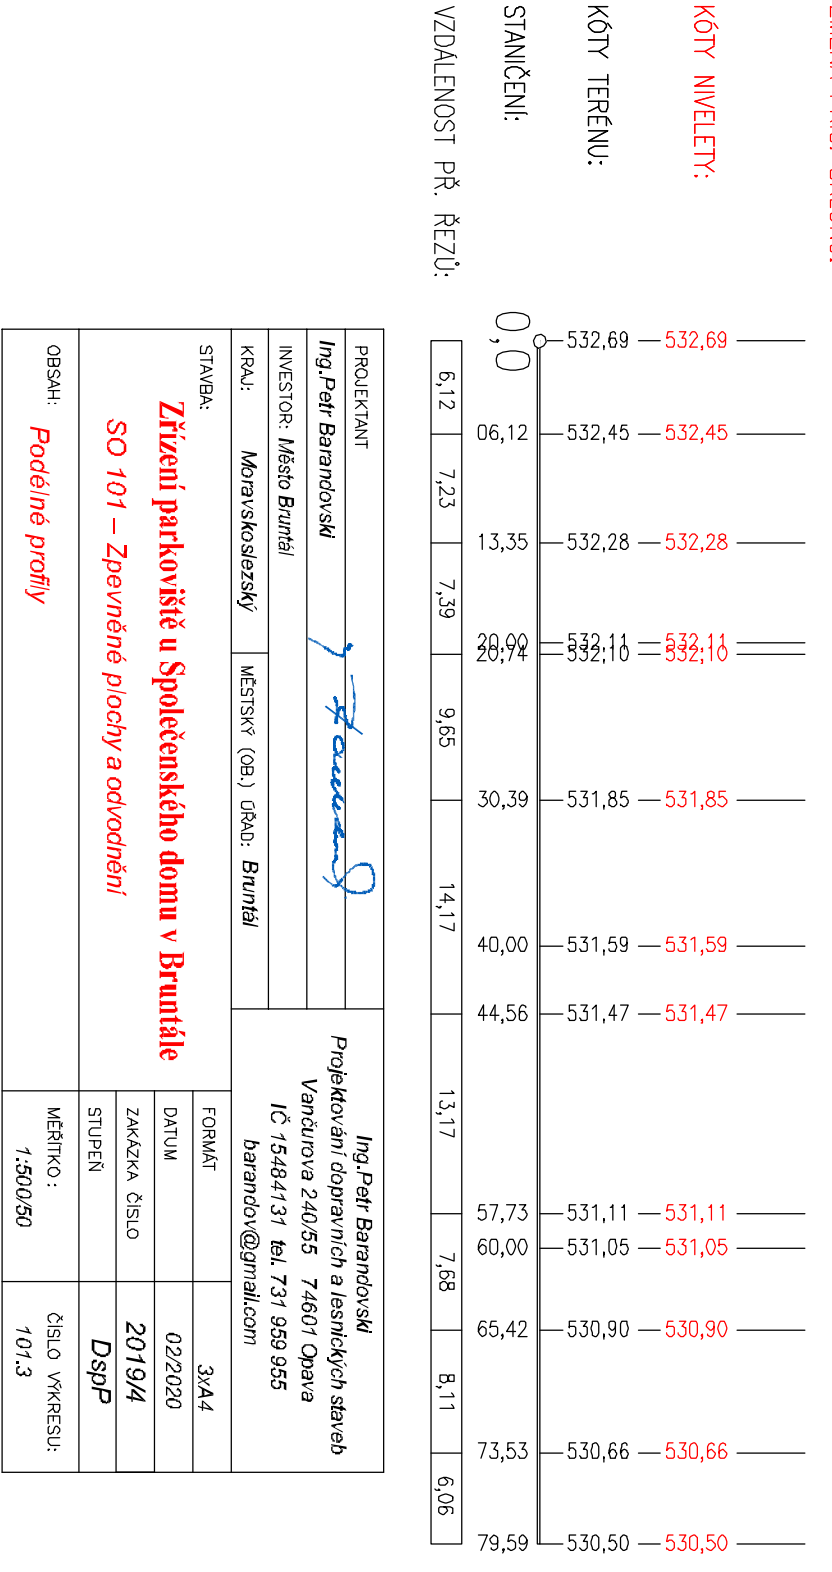 KÓTY NIVELETY:
532,69 532,45 532,28 532,11 532,10 531,85 531,59 531,47 531,11 531,05 530,90 530,66 530,50
KÓTY TERÉNU:
532,69 532,45 532,28 532,11 532,10 531,85 531,59 531,47 531,11 531,05 530,90 530,66 530,50
STANIČENÍ:
0,0 06,12 13,35 20,00 20,74 30,39 40,00 44,56 57,73 60,00 65,42 73,53 79,59
VZDÁLENOST PŘ. ŘEZŮ:
6,12 7,23 7,39 9,65 14,17 13,17 7,68 8,11 6,06
PROJEKTANT
Ing.Petr Barandovski
INVESTOR: Město Bruntál
KRAJ: Moravskoslezský MĚSTSKÝ (OB.) ÚŘAD: Bruntál
Ing.Petr Barandovski
Projektování dopravních a lesnických staveb
Vančurova 240/55 74601 Opava
IČ 15484131 tel. 731 959 955
barandov@gmail.com
STAVBA:
Zřízení parkoviště u Společenského domu v Bruntále
SO 101 – Zpevněné plochy a odvodnění
FORMÁT 3xA4
DATUM 02/2020
ZAKÁZKA ČÍSLO 2019/4
STUPEŇ DspP
OBSAH: Podélné profily
MĚŘÍTKO : 1:500/50
ČÍSLO VÝKRESU: 101.3